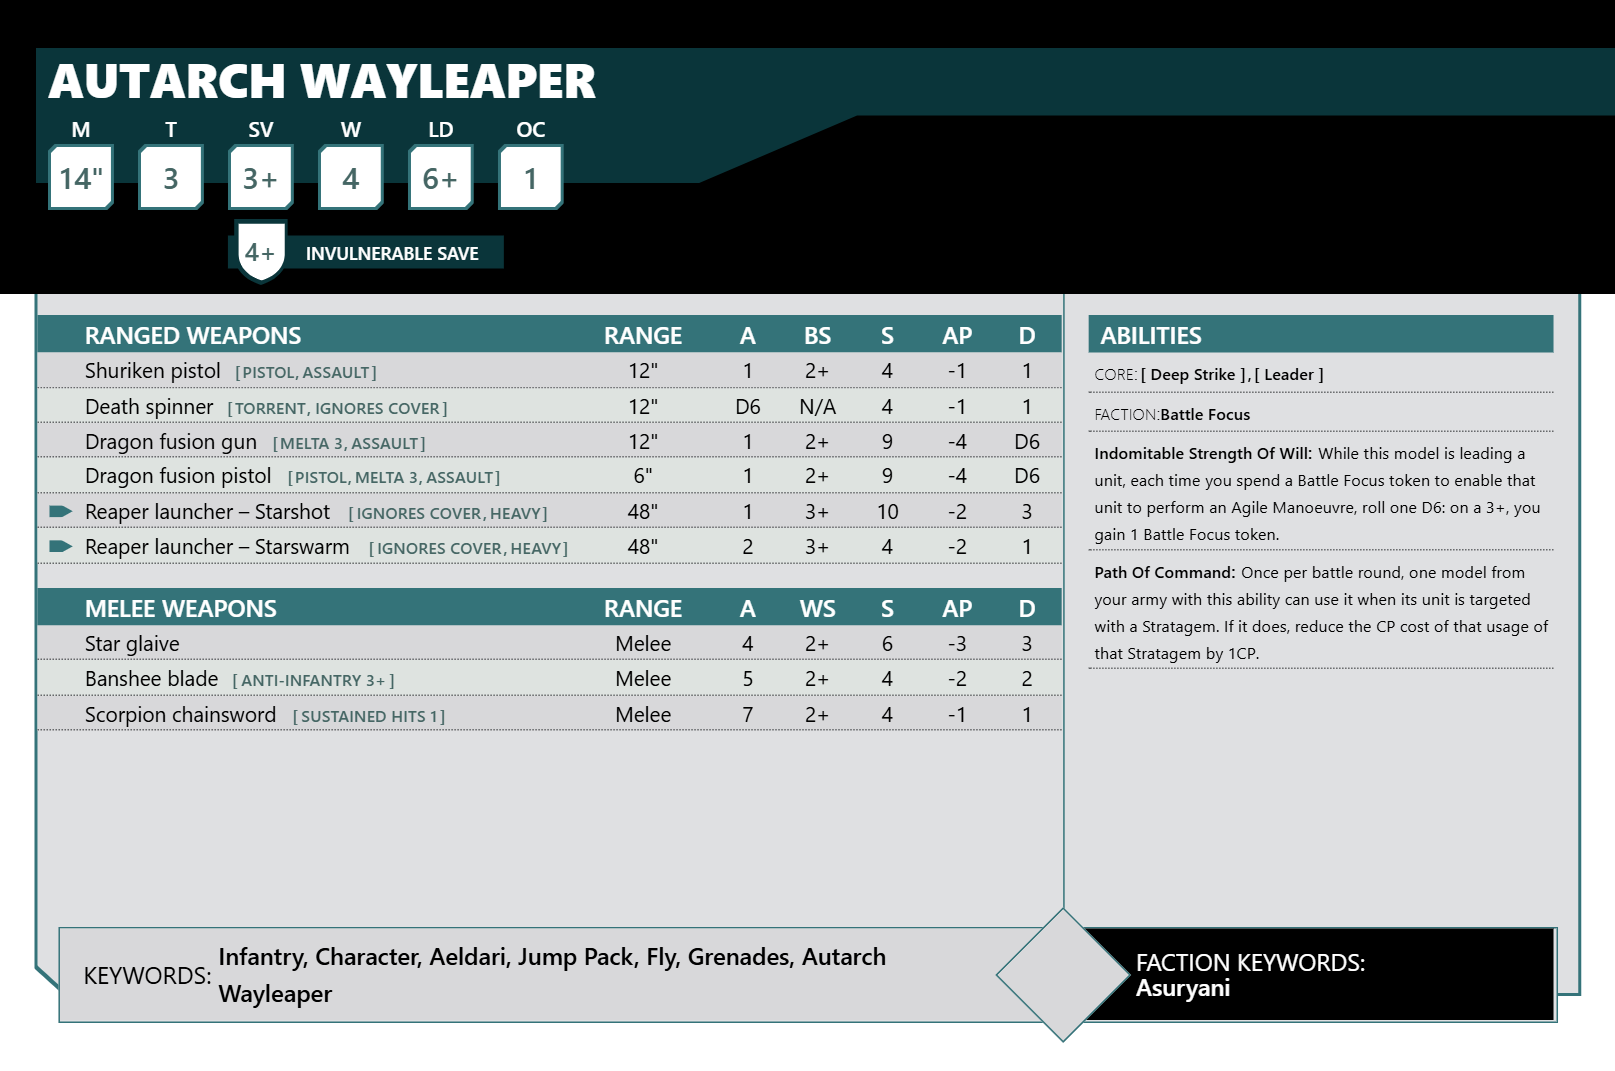 AUTARCH WAYLEAPER
M T SV W LD OC
14" 3 3+ 4 6+ 1
4+ INVULNERABLE SAVE
RANGED WEAPONS RANGE A BS S AP D
Shuriken pistol [PISTOL, ASSAULT] 12" 1 2+ 4 -1 1
Death spinner [TORRENT, IGNORES COVER] 12" D6 N/A 4 -1 1
Dragon fusion gun [MELTA 3, ASSAULT] 12" 1 2+ 9 -4 D6
Dragon fusion pistol [PISTOL, MELTA 3, ASSAULT] 6" 1 2+ 9 -4 D6
Reaper launcher – Starshot [IGNORES COVER, HEAVY] 48" 1 3+ 10 -2 3
Reaper launcher – Starswarm [IGNORES COVER, HEAVY] 48" 2 3+ 4 -2 1
MELEE WEAPONS RANGE A WS S AP D
Star glaive Melee 4 2+ 6 -3 3
Banshee blade [ANTI-INFANTRY 3+] Melee 5 2+ 4 -2 2
Scorpion chainsword [SUSTAINED HITS 1] Melee 7 2+ 4 -1 1
ABILITIES
CORE: [ Deep Strike ], [ Leader ]
FACTION:Battle Focus
Indomitable Strength Of Will: While this model is leading a
unit, each time you spend a Battle Focus token to enable that
unit to perform an Agile Manoeuvre, roll one D6: on a 3+, you
gain 1 Battle Focus token.
Path Of Command: Once per battle round, one model from
your army with this ability can use it when its unit is targeted
with a Stratagem. If it does, reduce the CP cost of that usage of
that Stratagem by 1CP.
KEYWORDS: Infantry, Character, Aeldari, Jump Pack, Fly, Grenades, Autarch
Wayleaper
FACTION KEYWORDS:
Asuryani